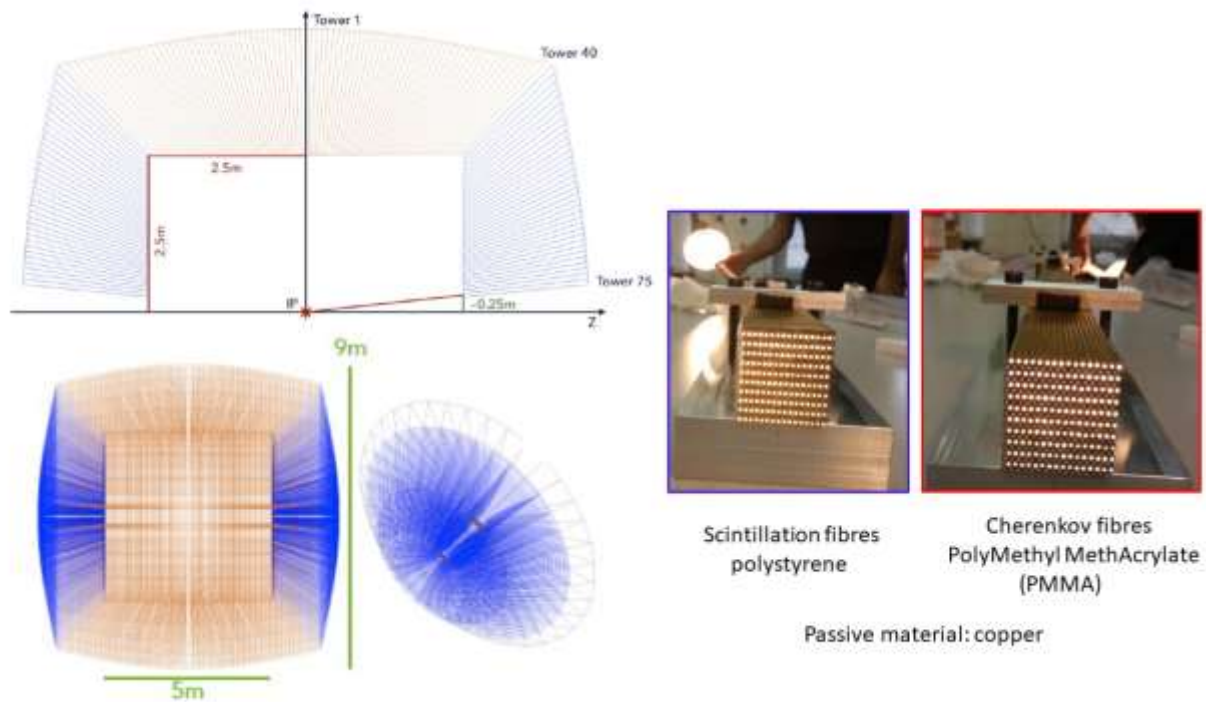 Tower 1
Tower 40
2.5m
2.5m
Tower 75
IP
~0.25m
Z
9m
5m
Scintillation fibres
polystyrene
Cherenkov fibres
PolyMethyl MethAcrylate
(PMMA)
Passive material: copper